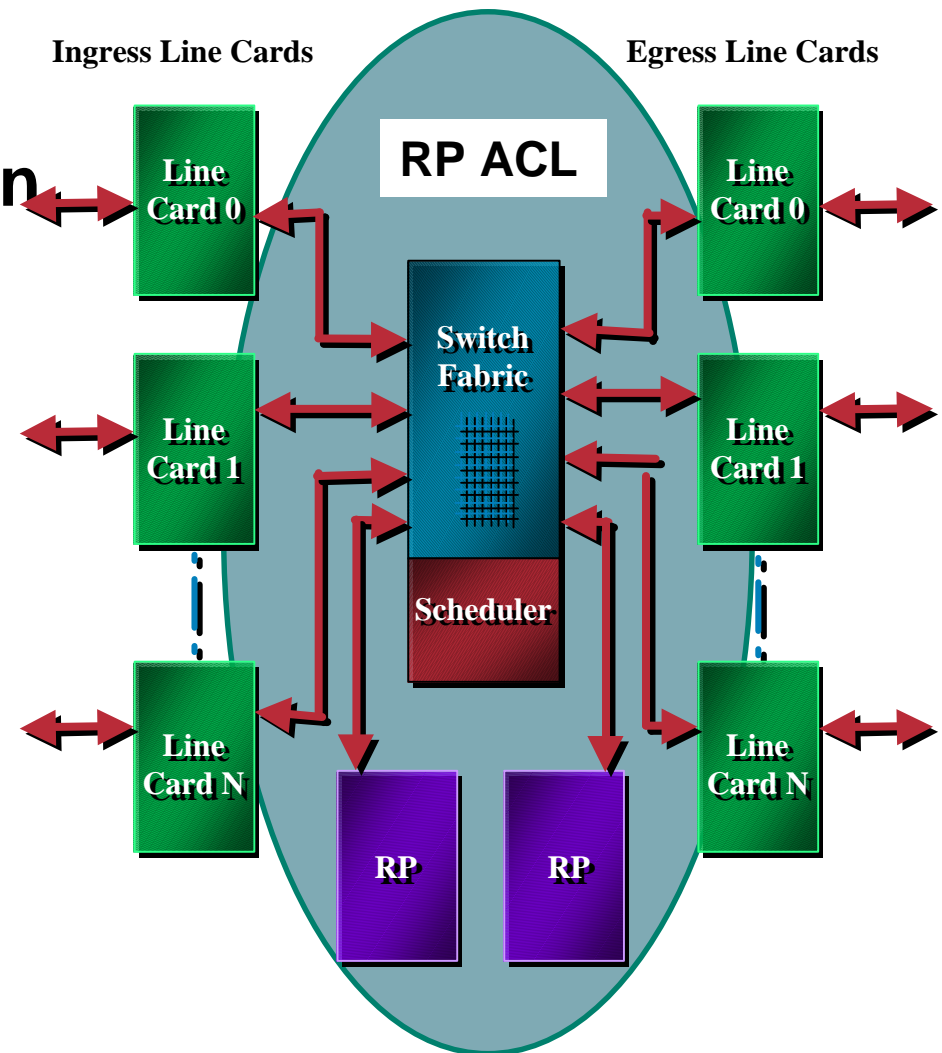 Ingress Line Cards
Egress Line Cards
n
RP ACL
Line
Card 0
Line
Card 0
Switch
Fabric
Line
Card 1
Line
Card 1
Scheduler
Line
Card N
Line
Card N
RP
RP